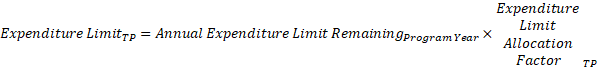 Expenditure Limit_TP = Annual Expenditure Limit Remaining_Program Year × Expenditure Limit Allocation Factor_TP